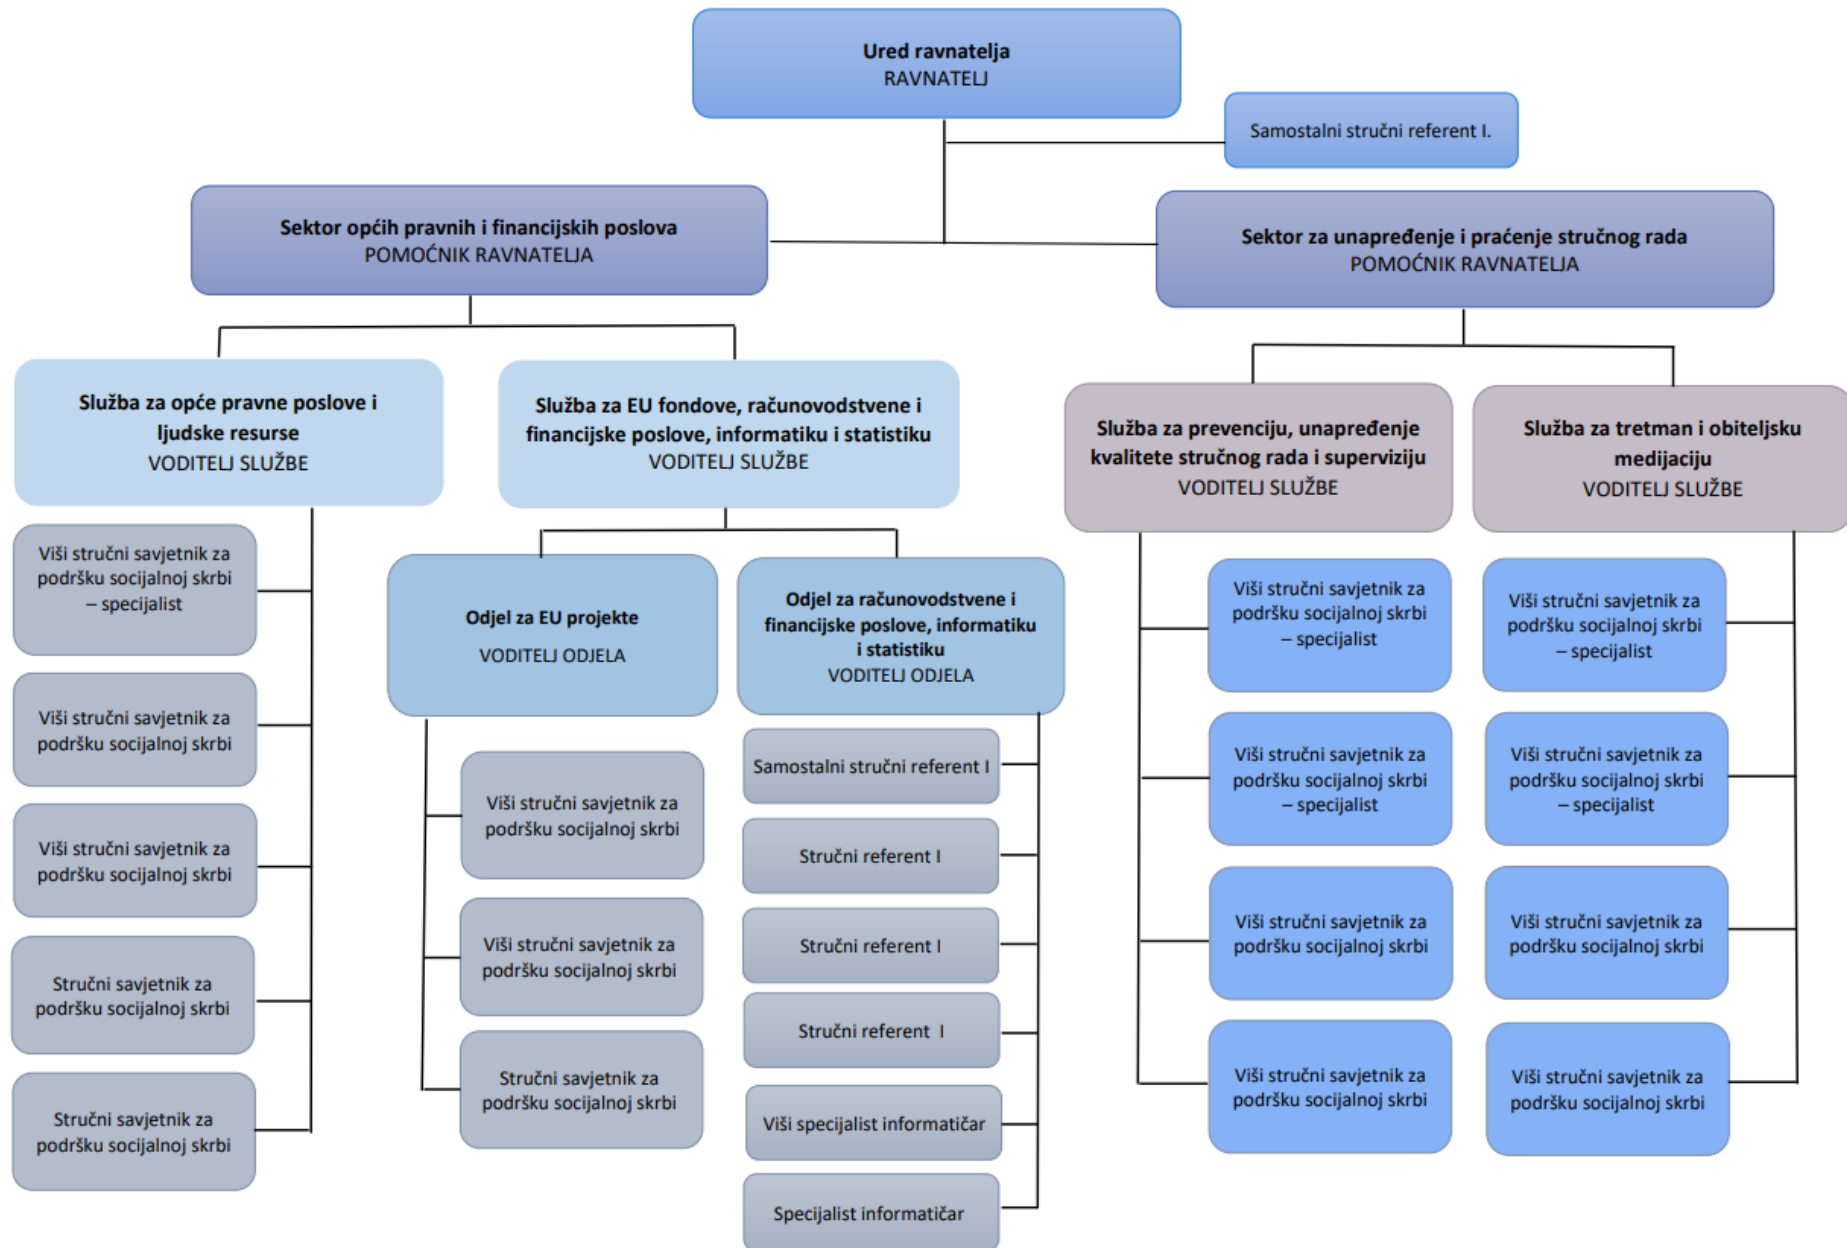 Ured ravnatelja
RAVNATELJ
Samostalni stručni referent I.
Sektor općih pravnih i financijskih poslova
POMOĆNIK RAVNATELJA
Sektor za unapređenje i praćenje stručnog rada
POMOĆNIK RAVNATELJA
Služba za opće pravne poslove i
ljudske resurse
VODITELJ SLUŽBE
Služba za EU fondove, računovodstvene i
financijske poslove, informatiku i statistiku
VODITELJ SLUŽBE
Služba za prevenciju, unapređenje
kvalitete stručnog rada i superviziju
VODITELJ SLUŽBE
Služba za tretman i obiteljsku
medijaciju
VODITELJ SLUŽBE
Viši stručni savjetnik za
podršku socijalnoj skrbi
– specijalist
Viši stručni savjetnik za
podršku socijalnoj skrbi
Viši stručni savjetnik za
podršku socijalnoj skrbi
Stručni savjetnik za
podršku socijalnoj skrbi
Stručni savjetnik za
podršku socijalnoj skrbi
Odjel za EU projekte
VODITELJ ODJELA
Viši stručni savjetnik za
podršku socijalnoj skrbi
Viši stručni savjetnik za
podršku socijalnoj skrbi
Stručni savjetnik za
podršku socijalnoj skrbi
Odjel za računovodstvene i
financijske poslove, informatiku
i statistiku
VODITELJ ODJELA
Samostalni stručni referent I
Stručni referent I
Stručni referent I
Stručni referent I
Viši specijalist informatičar
Specijalist informatičar
Viši stručni savjetnik za
podršku socijalnoj skrbi
– specijalist
Viši stručni savjetnik za
podršku socijalnoj skrbi
– specijalist
Viši stručni savjetnik za
podršku socijalnoj skrbi
Viši stručni savjetnik za
podršku socijalnoj skrbi
Viši stručni savjetnik za
podršku socijalnoj skrbi
– specijalist
Viši stručni savjetnik za
podršku socijalnoj skrbi
– specijalist
Viši stručni savjetnik za
podršku socijalnoj skrbi
Viši stručni savjetnik za
podršku socijalnoj skrbi